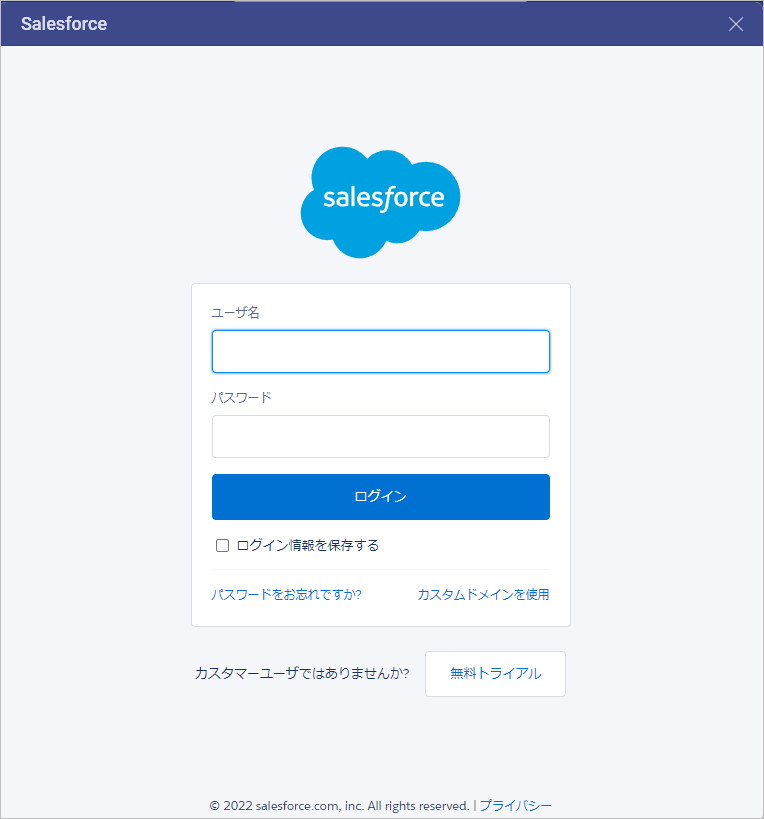 Salesforce
salesforce
ユーザ名
パスワード
ログイン
ログイン情報を保存する
パスワードをお忘れですか?
カスタムドメインを使用
カスタマーユーザではありませんか?
無料トライアル
© 2022 salesforce.com, inc. All rights reserved. | プライバシー